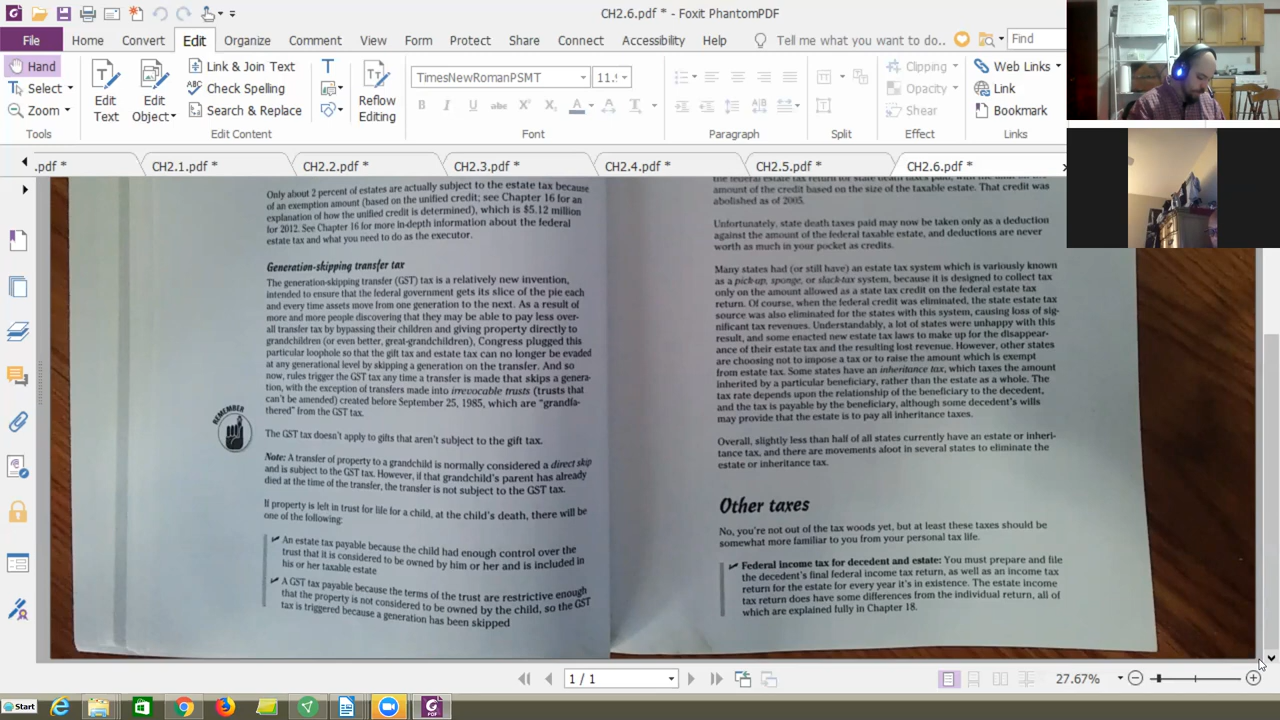 CH2.6.pdf * - Foxit PhantomPDF
File Home Convert Edit Organize Comment View Form Protect Share Connect Accessibility Help Tell me what you want to do.. Find
Hand
Select
Zoom
Tools
Edit Text
Edit Object
Link & Join Text
Check Spelling
Search & Replace
Edit Content
Reflow Editing
TimesNewRomanPSMT 11.!
B I U abc X² X₂
Font
Paragraph
Split
Clipping
Opacity
Shear
Effect
Web Links
Link
Bookmark
Links
.pdf * CH2.1.pdf * CH2.2.pdf * CH2.3.pdf * CH2.4.pdf * CH2.5.pdf * CH2.6.pdf *
Only about 2 percent of estates are actually subject to the estate tax because
of an exemption amount (based on the unified credit; see Chapter 16 for an
explanation of how the unified credit is determined), which is $5.12 million
for 2012. See Chapter 16 for more in-depth information about the federal
estate tax and what you need to do as the executor.
Generation-skipping transfer tax
The generation-skipping transfer (GST) tax is a relatively new invention,
intended to ensure that the federal government gets its slice of the pie each
and every time assets move from one generation to the next. As a result of
more and more people discovering that they may be able to pay less over-
all transfer tax by bypassing their children and giving property directly to
grandchildren (or even better, great-grandchildren), Congress plugged this
particular loophole so that the gift tax and estate tax can no longer be evaded
at any generational level by skipping a generation on the transfer. And so
now, rules trigger the GST tax any time a transfer is made that skips a genera-
tion, with the exception of transfers made into irrevocable trusts (trusts that
can't be amended) created before September 25, 1985, which are "grandfa-
thered" from the GST tax.
REMEMBER
The GST tax doesn't apply to gifts that aren't subject to the gift tax.
Note: A transfer of property to a grandchild is normally considered a direct skip
and is subject to the GST tax. However, if that grandchild's parent has already
died at the time of the transfer, the transfer is not subject to the GST tax.
If property is left in trust for life for a child, at the child's death, there will be
one of the following:
✓ An estate tax payable because the child had enough control over the
trust that it is considered to be owned by him or her and is included in
his or her taxable estate
✓ A GST tax payable because the terms of the trust are restrictive enough
that the property is not considered to be owned by the child, so the GST
tax is triggered because a generation has been skipped
the federal estate tax return for state death taxes paid, with the
amount of the credit based on the size of the taxable estate. That credit was
abolished as of 2005.
Unfortunately, state death taxes paid may now be taken only as a deduction
against the amount of the federal taxable estate, and deductions are never
worth as much in your pocket as credits.
Many states had (or still have) an estate tax system which is variously known
as a pick-up, sponge, or slack-tax system, because it is designed to collect tax
only on the amount allowed as a state tax credit on the federal estate tax
return. Of course, when the federal credit was eliminated, the state estate tax
source was also eliminated for the states with this system, causing loss of sig-
nificant tax revenues. Understandably, a lot of states were unhappy with this
result, and some enacted new estate tax laws to make up for the disappear-
ance of their estate tax and the resulting lost revenue. However, other states
are choosing not to impose a tax or to raise the amount which is exempt
from estate tax. Some states have an inheritance tax, which taxes the amount
inherited by a particular beneficiary, rather than the estate as a whole. The
tax rate depends upon the relationship of the beneficiary to the decedent,
and the tax is payable by the beneficiary, although some decedent's wills
may provide that the estate is to pay all inheritance taxes.
Overall, slightly less than half of all states currently have an estate or inheri-
tance tax, and there are movements afoot in several states to eliminate the
estate or inheritance tax.
Other taxes
No, you're not out of the tax woods yet, but at least these taxes should be
somewhat more familiar to you from your personal tax life.
✓ Federal income tax for decedent and estate: You must prepare and file
the decedent's final federal income tax return, as well as an income tax
return for the estate for every year it's in existence. The estate income
tax return does have some differences from the individual return, all of
which are explained fully in Chapter 18.
1 / 1
27.67%
Start